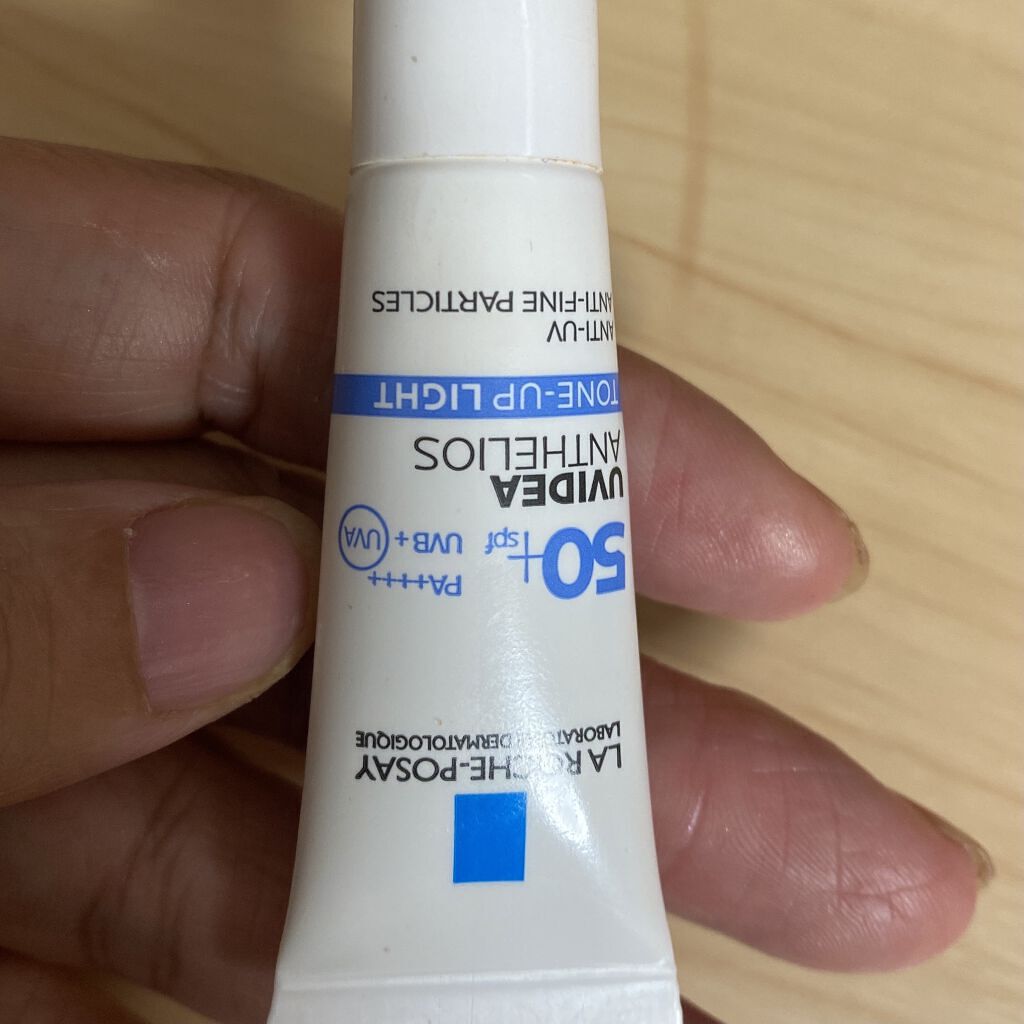 LA ROCHE-POSAY
LABORATOIRE DERMATOLOGIQUE
50+ spf
PA++++
UVB + UVA
UVIDEA
ANTHELIOS
TONE-UP LIGHT
ANTI-UV
ANTI-FINE PARTICLES